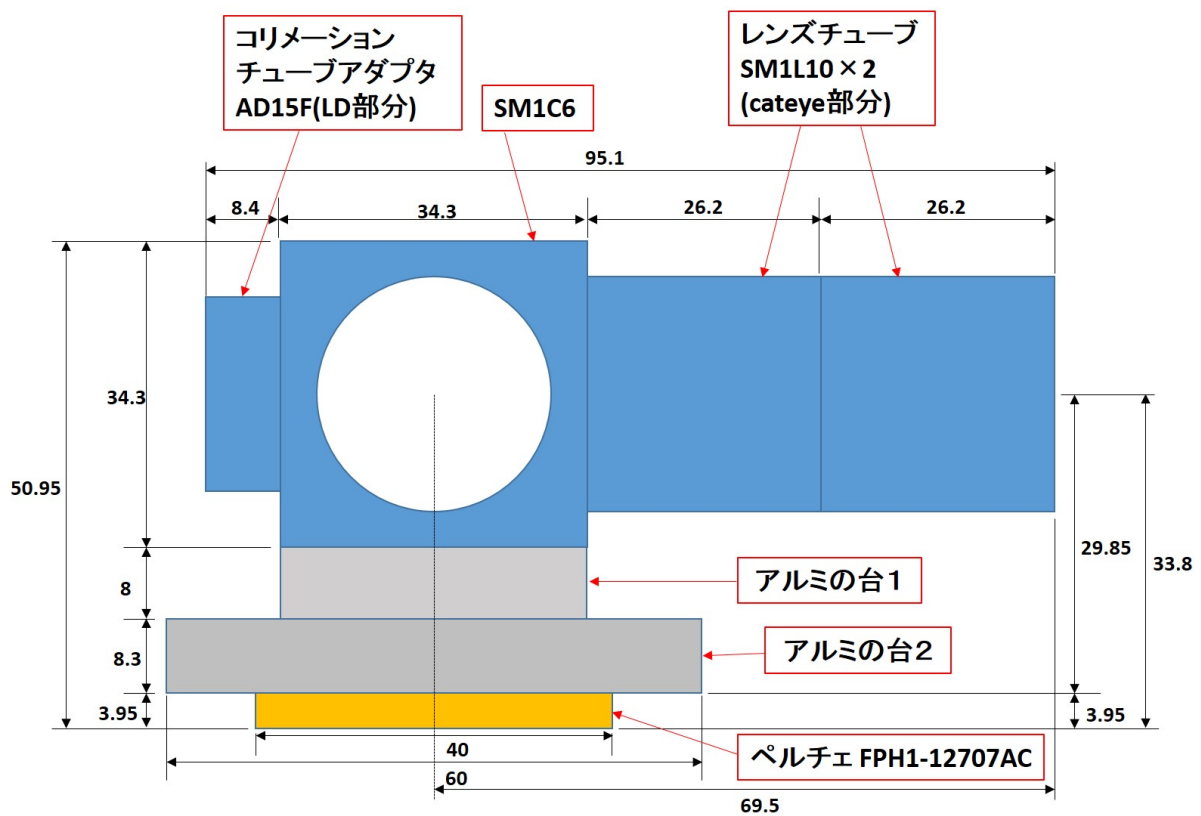 コリメーション
チューブアダプタ
AD15F(LD部分)
SM1C6
レンズチューブ
SM1L10×2
(cateye部分)
95.1
8.4
34.3
26.2
26.2
34.3
50.95
29.85
33.8
8
アルミの台1
8.3
アルミの台2
3.95
3.95
40
ペルチェ FPH1-12707AC
60
69.5